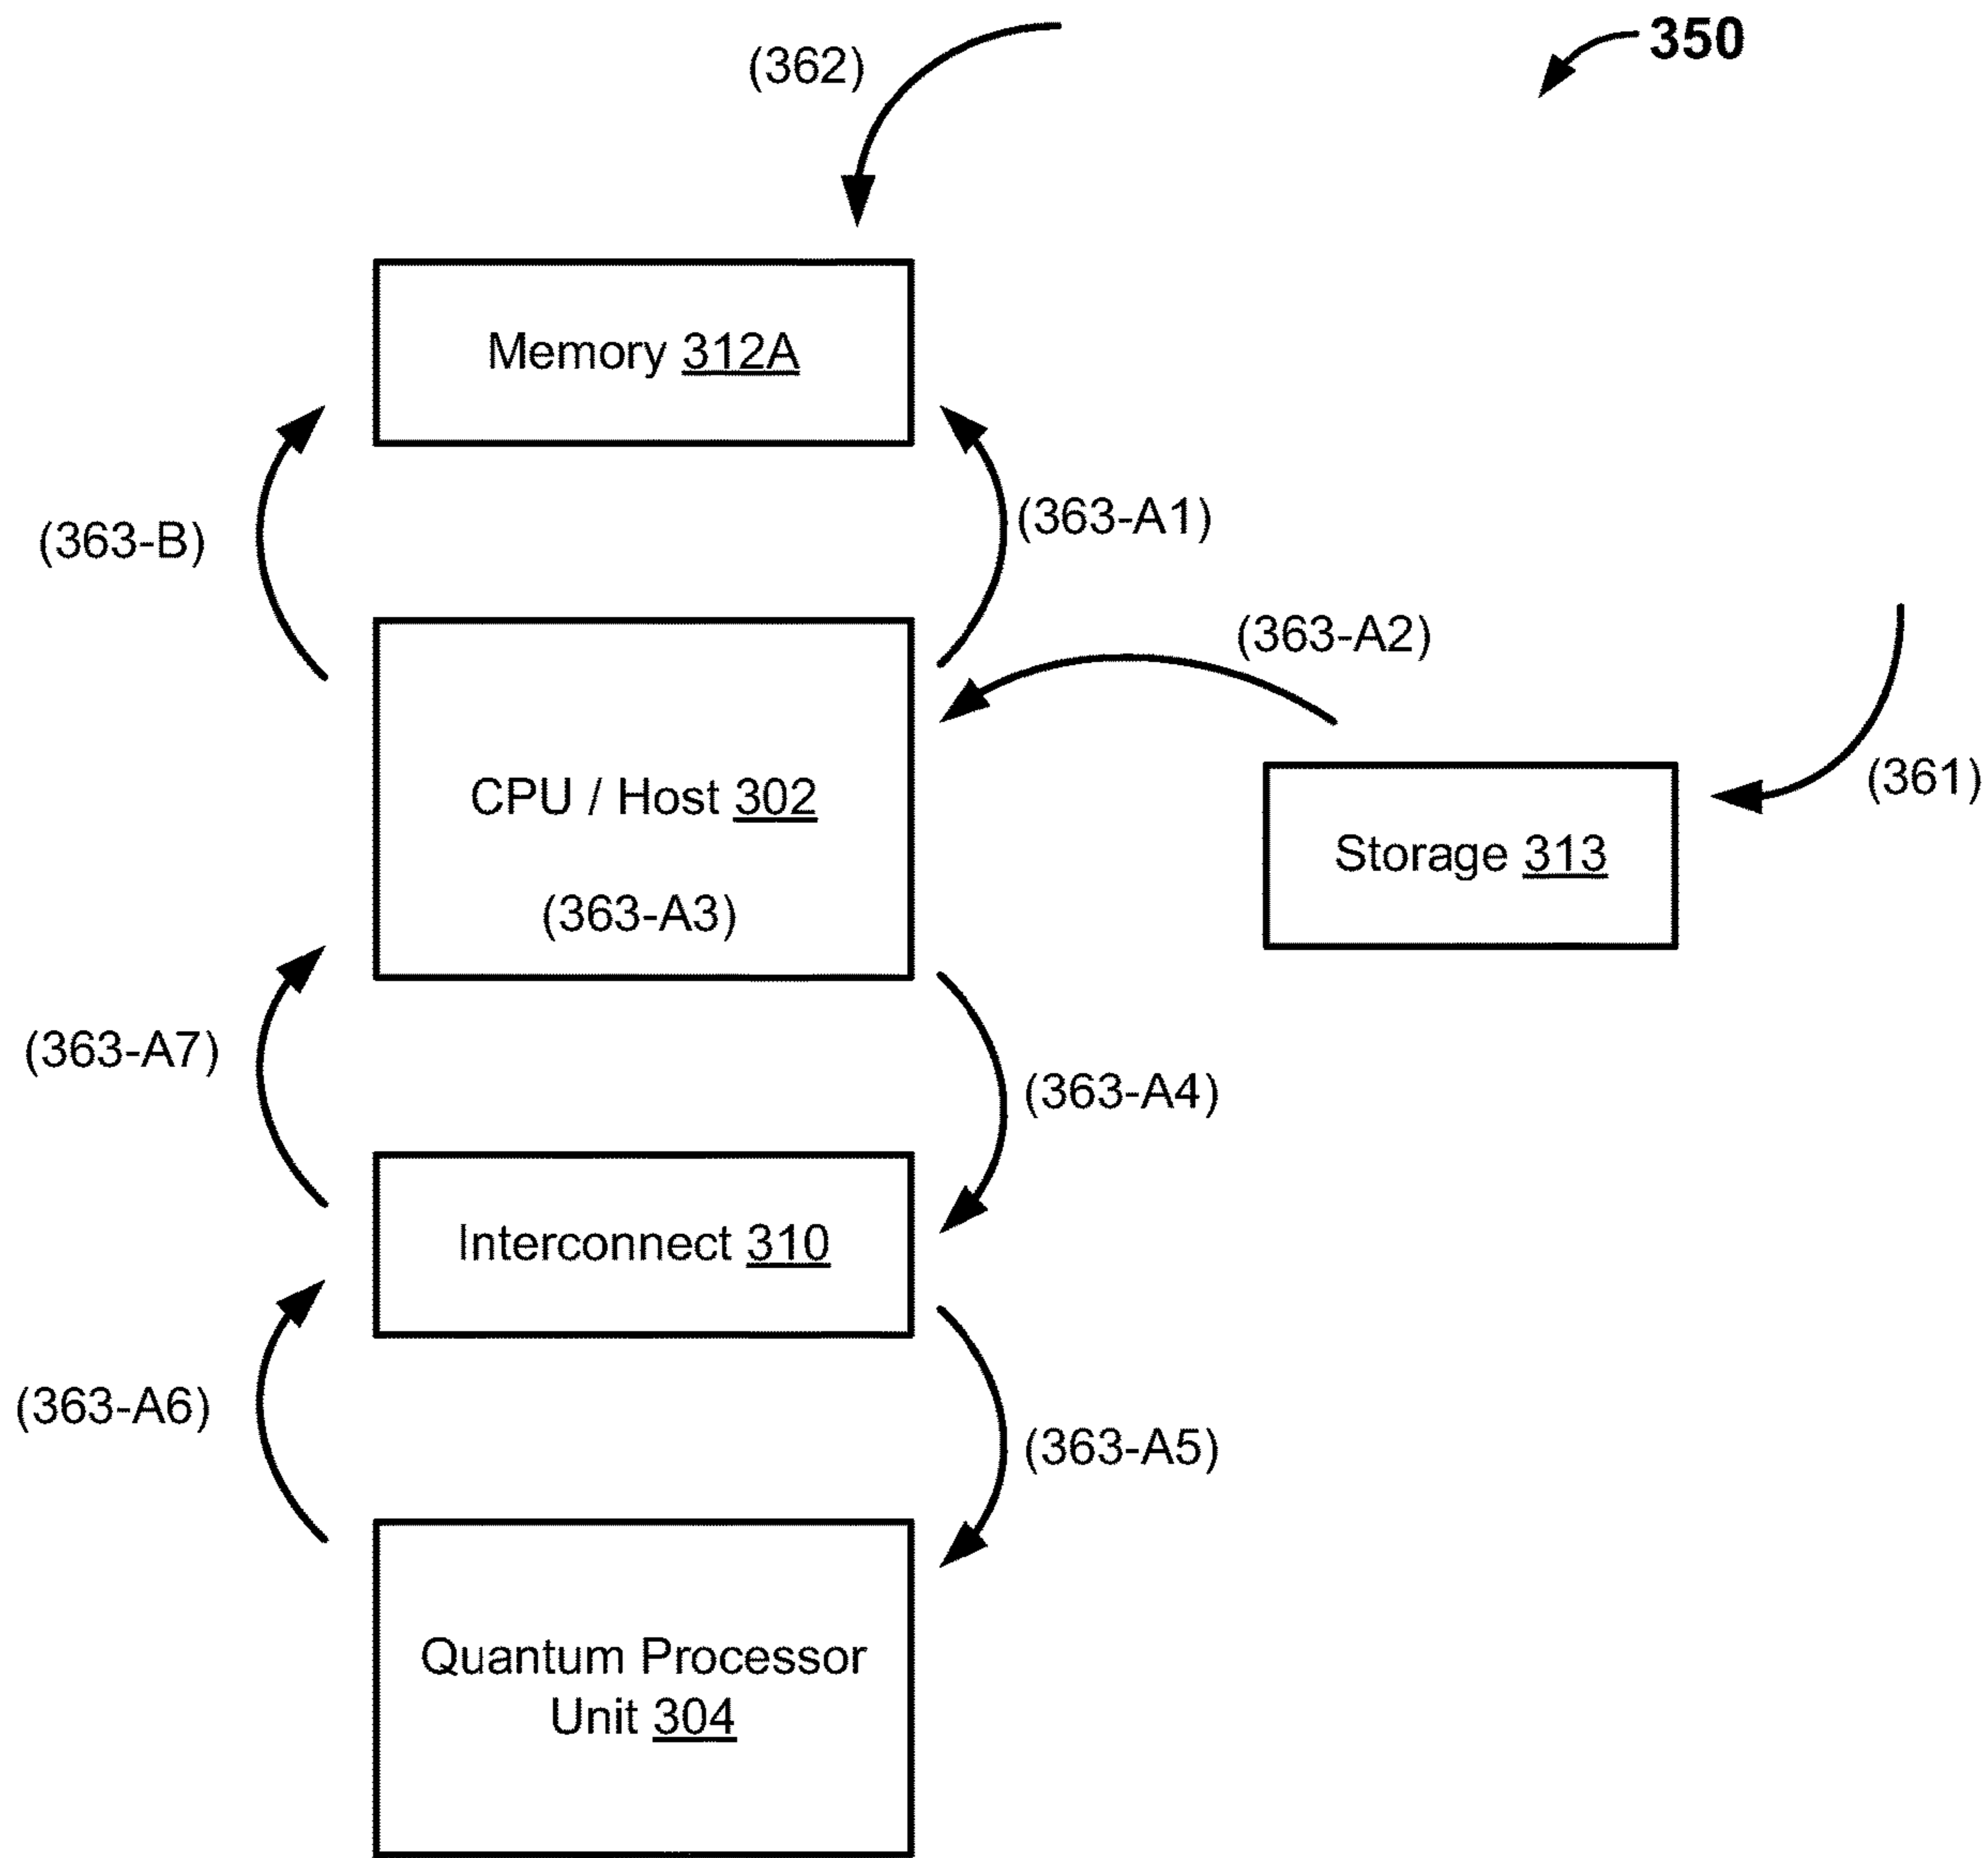 350
(362)
Memory 312A
(363-B)
(363-A1)
(363-A2)
CPU / Host 302
(361)
Storage 313
(363-A3)
(363-A7)
(363-A4)
Interconnect 310
(363-A6)
(363-A5)
Quantum Processor
Unit 304